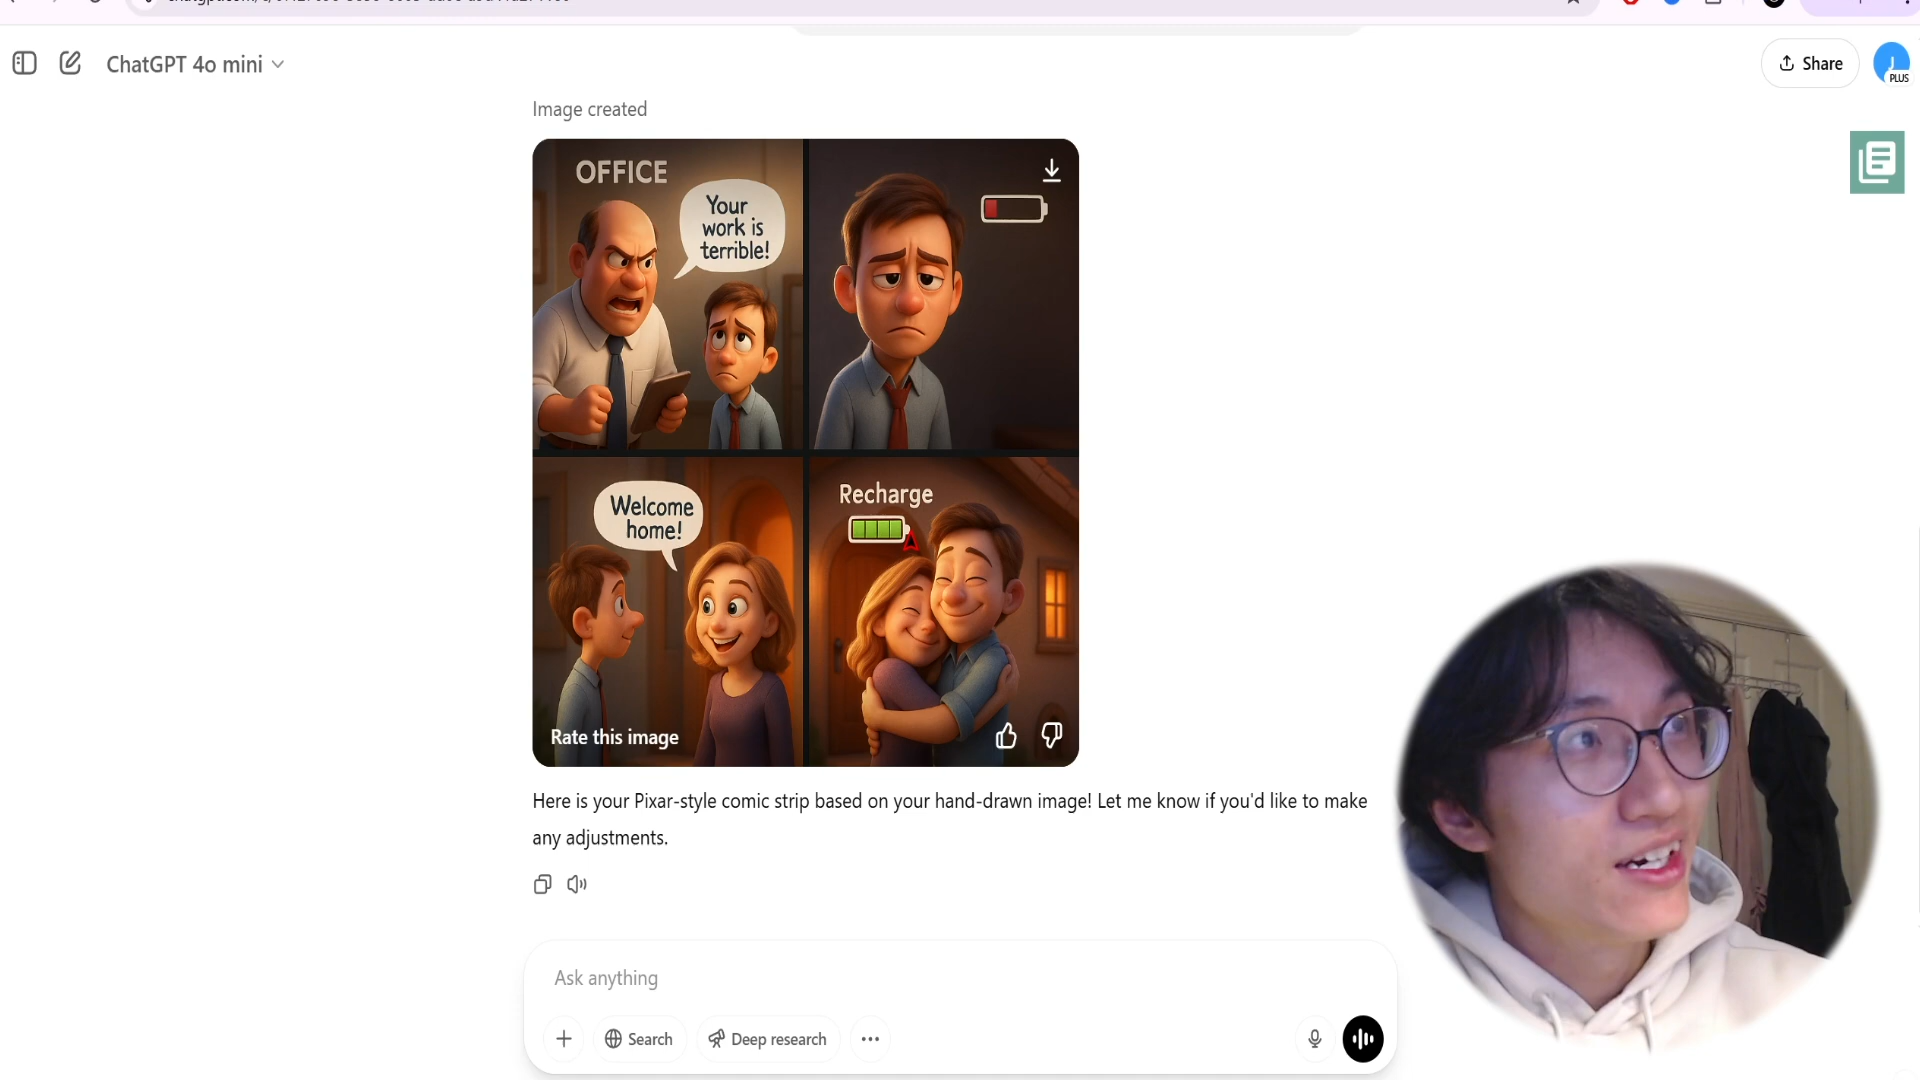 ChatGPT 4o mini
Share
PLUS
Image created
OFFICE
Your
work is
terrible!
Welcome
home!
Recharge
Rate this image
Here is your Pixar-style comic strip based on your hand-drawn image! Let me know if you'd like to make
any adjustments.
Ask anything
Search
Deep research